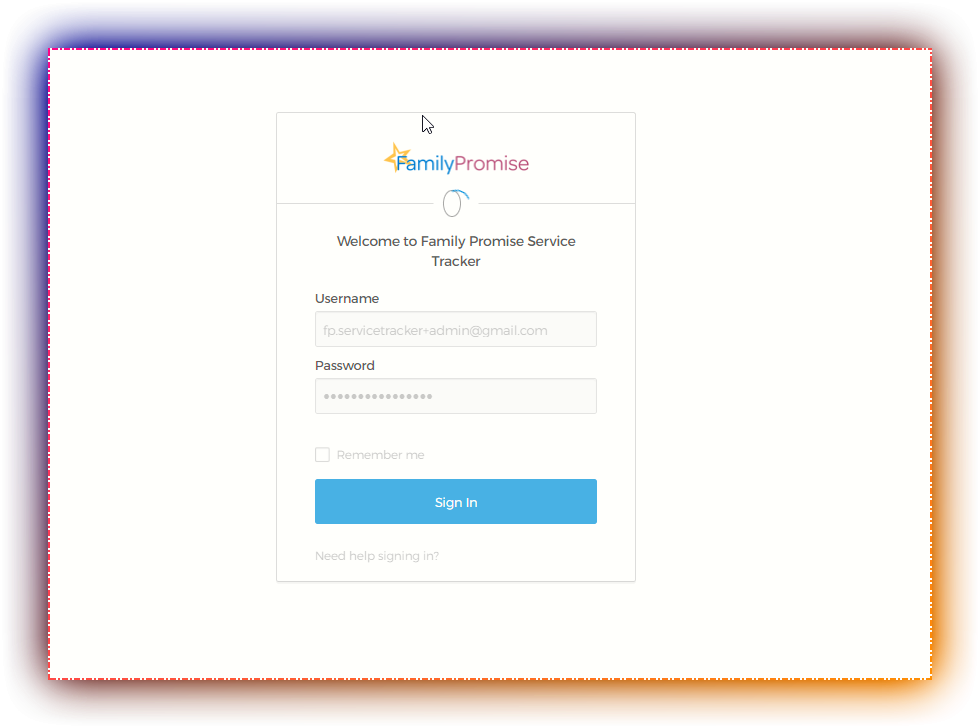 FamilyPromise
Welcome to Family Promise Service
Tracker
Username
fp.servicetracker+admin@gmail.com
Password
••••••••••••••••
Remember me
Sign In
Need help signing in?